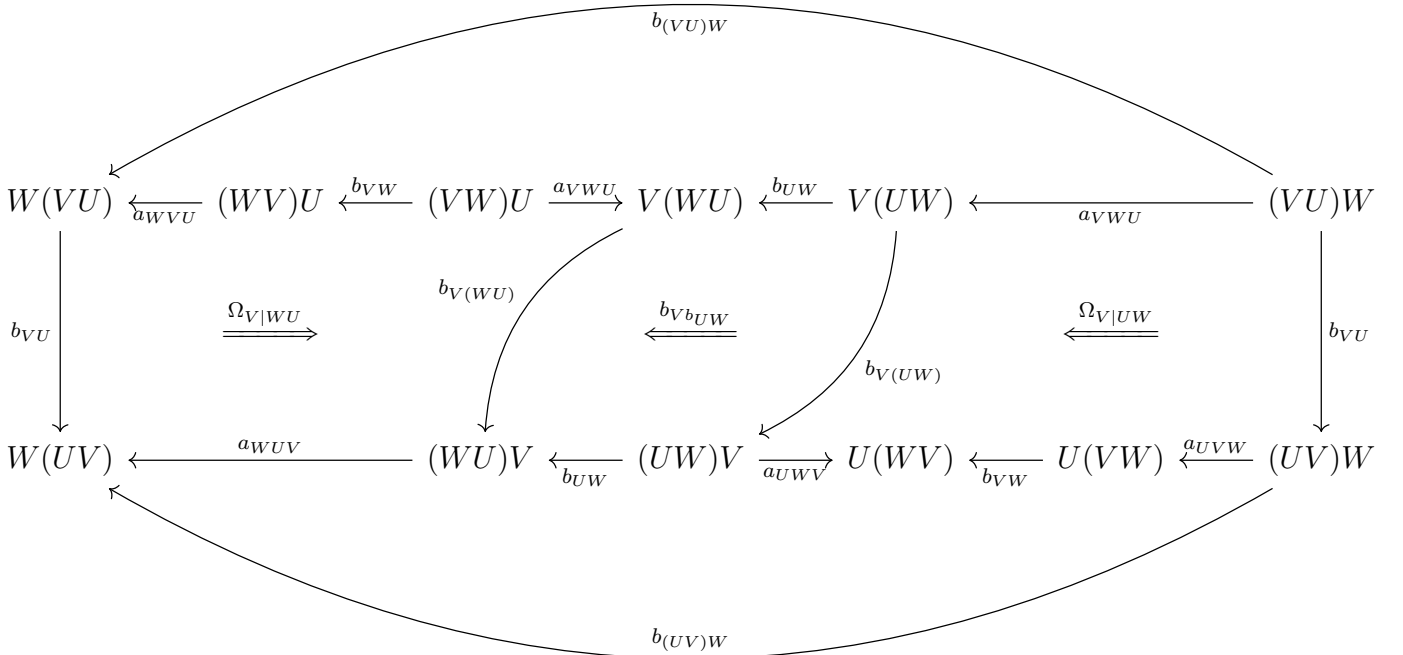 b_{(VU)W}
W(VU) a_{WVU} (WV)U b_{VW} (VW)U a_{VWU} V(WU) b_{UW} V(UW) a_{VWU} (VU)W
b_{VU} Ω_{V|WU} b_{V(WU)} b_{Vb_{UW}} b_{V(UW)} Ω_{V|UW} b_{VU}
W(UV) a_{WUV} (WU)V b_{UW} (UW)V a_{UWV} U(WV) b_{VW} U(VW) a_{UVW} (UV)W
b_{(UV)W}